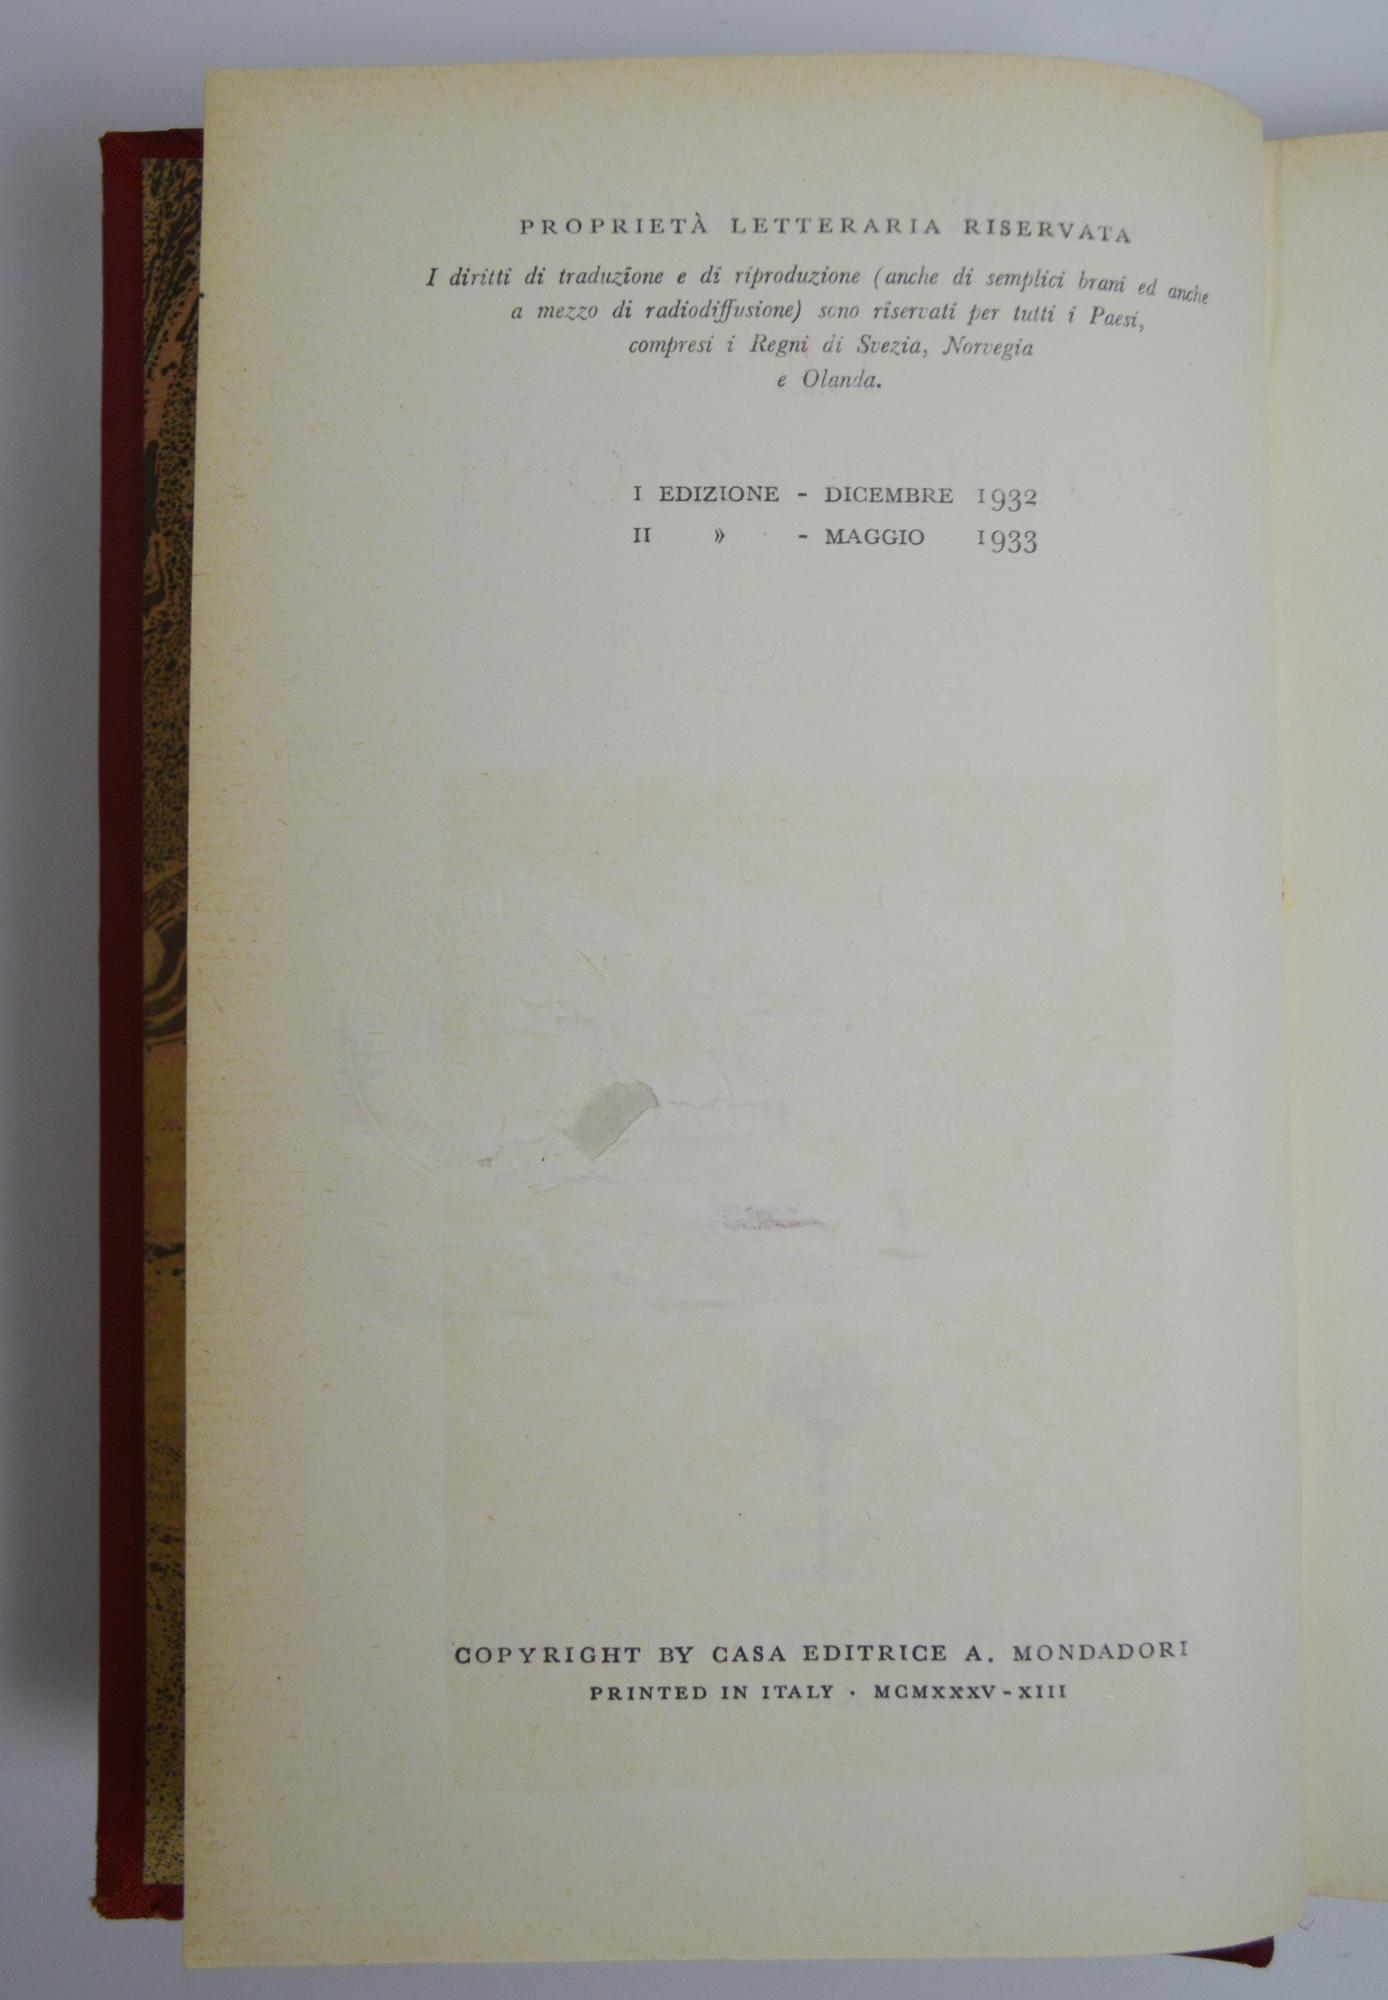 PROPRIETÀ LETTERARIA RISERVATA
I diritti di traduzione e di riproduzione (anche di semplici brani ed anche
a mezzo di radiodiffusione) sono riservati per tutti i Paesi,
compresi i Regni di Svezia, Norvegia
e Olanda.
I EDIZIONE - DICEMBRE 1932
II » - MAGGIO 1933
COPYRIGHT BY CASA EDITRICE A. MONDADORI
PRINTED IN ITALY · MCMXXXV-XIII